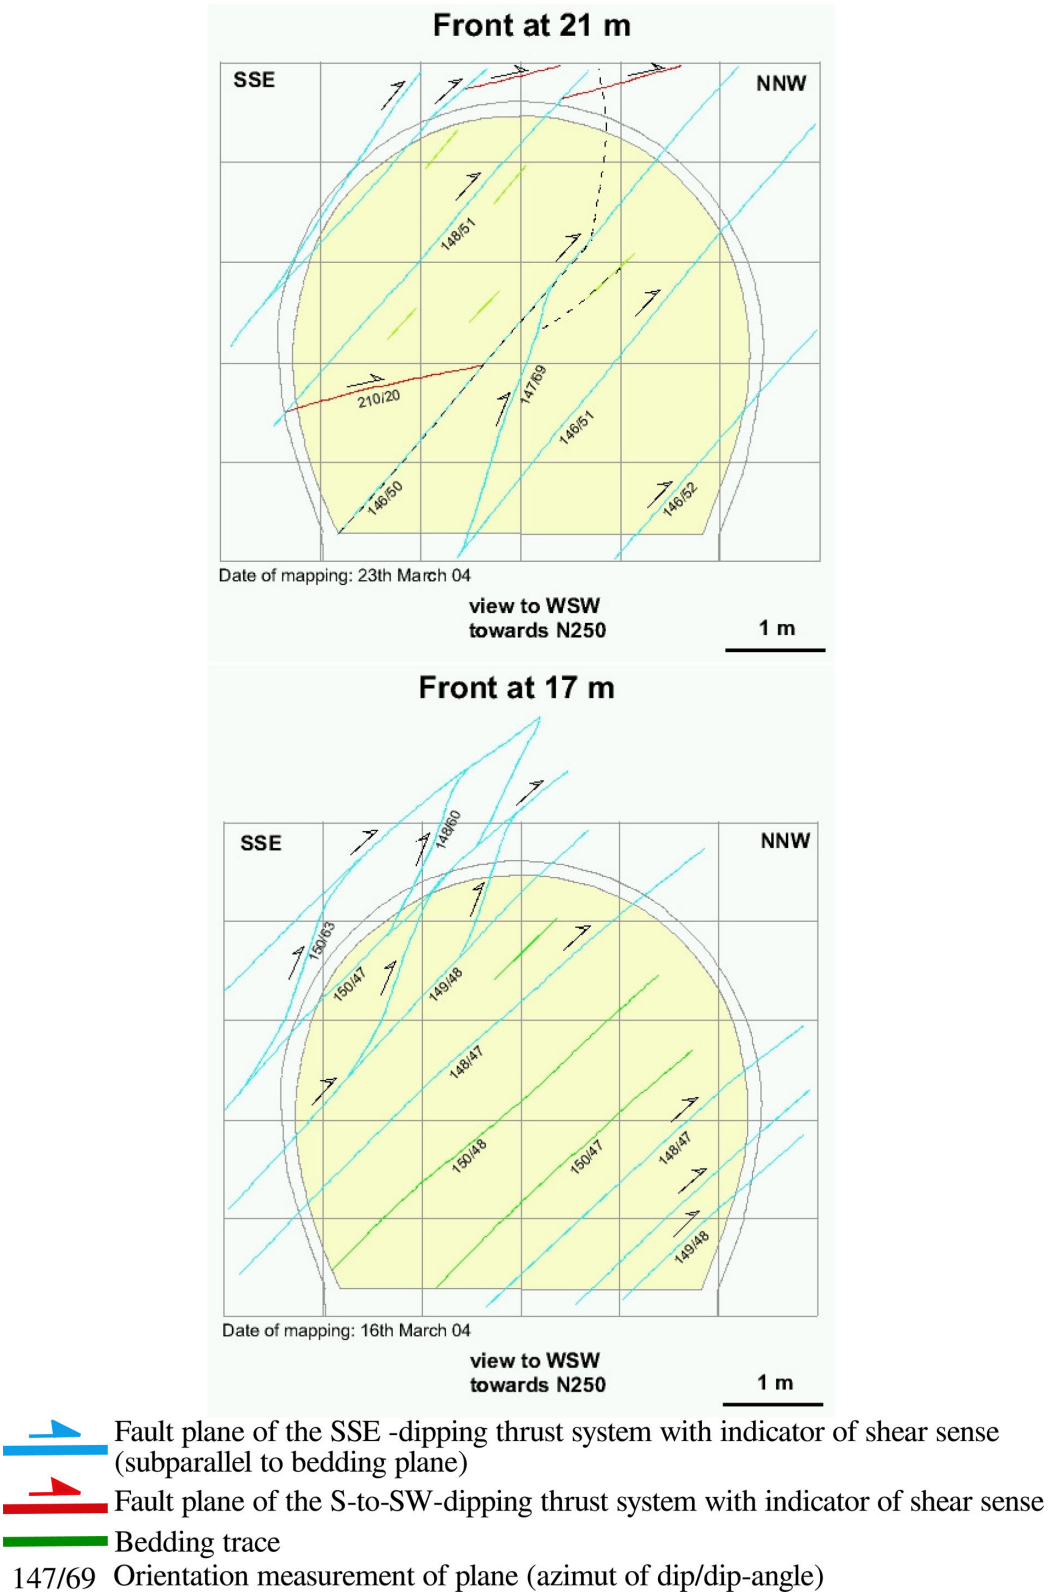 Front at 21 m
SSE
NNW
148/51
147/69
210/20
146/51
146/50
146/52
Date of mapping: 23th March 04
view to WSW
towards N250
1 m
Front at 17 m
148/60
SSE
NNW
150/63
150/47
149/48
148/47
150/48
150/47
148/47
149/48
Date of mapping: 16th March 04
view to WSW
towards N250
1 m
Fault plane of the SSE -dipping thrust system with indicator of shear sense
(subparallel to bedding plane)
Fault plane of the S-to-SW-dipping thrust system with indicator of shear sense
Bedding trace
147/69 Orientation measurement of plane (azimut of dip/dip-angle)